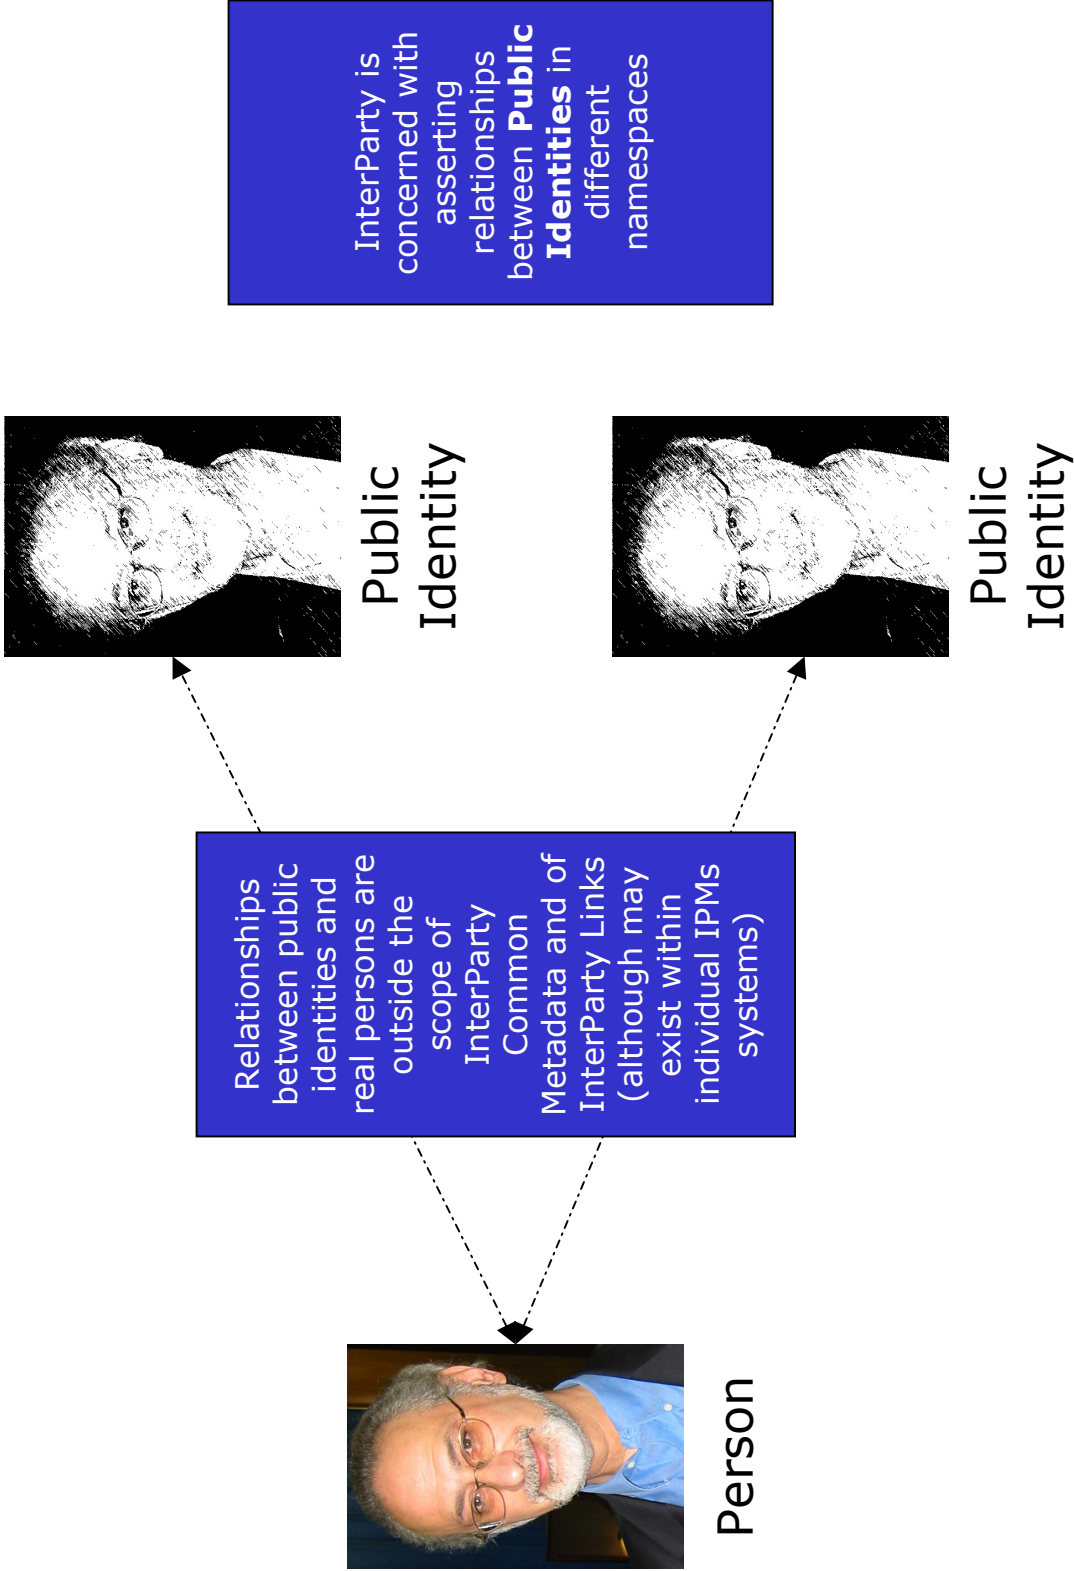 Person
Relationships
between public
identities and
real persons are
outside the
scope of
InterParty
Common
Metadata and of
InterParty Links
(although may
exist within
individual IPMs
systems)
Public
Identity
Public
Identity
InterParty is
concerned with
asserting
relationships
between Public
Identities in
different
namespaces